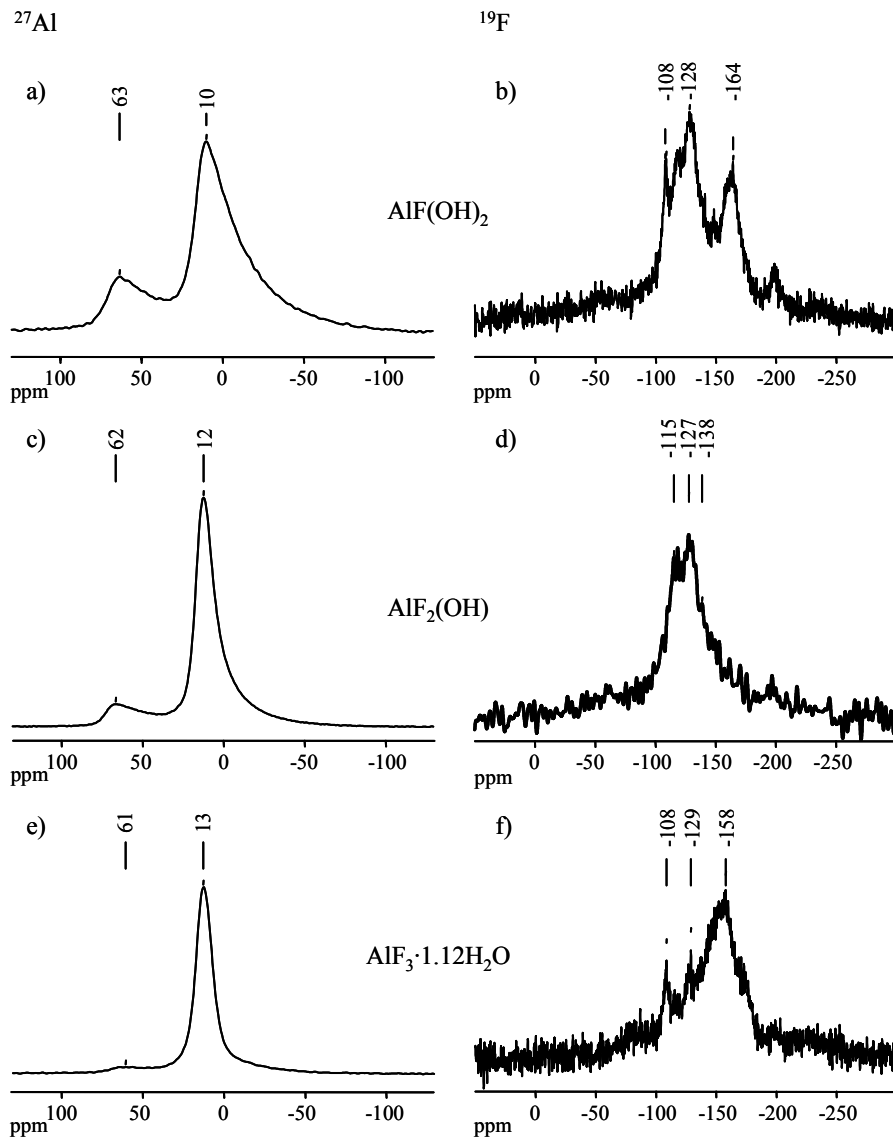 ²⁷Al
¹⁹F
a)
63
10
b)
-108
-128
-164
AlF(OH)₂
100 50 0 -50 -100
ppm
0 -50 -100 -150 -200 -250
ppm
c)
62
12
d)
-115
-127
-138
AlF₂(OH)
100 50 0 -50 -100
ppm
0 -50 -100 -150 -200 -250
ppm
e)
61
13
f)
-108
-129
-158
AlF₃·1.12H₂O
100 50 0 -50 -100
ppm
0 -50 -100 -150 -200 -250
ppm